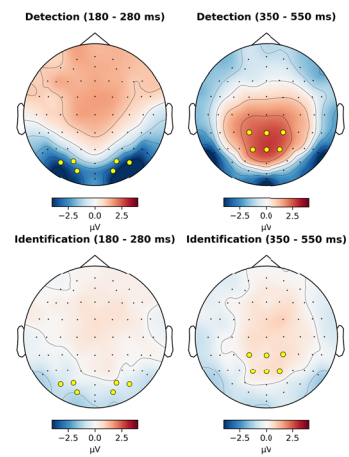 Detection (180 - 280 ms)
Detection (350 - 550 ms)
−2.5 0.0 2.5
µV
−2.5 0.0 2.5
µV
Identification (180 - 280 ms)
Identification (350 - 550 ms)
−2.5 0.0 2.5
µV
−2.5 0.0 2.5
µV